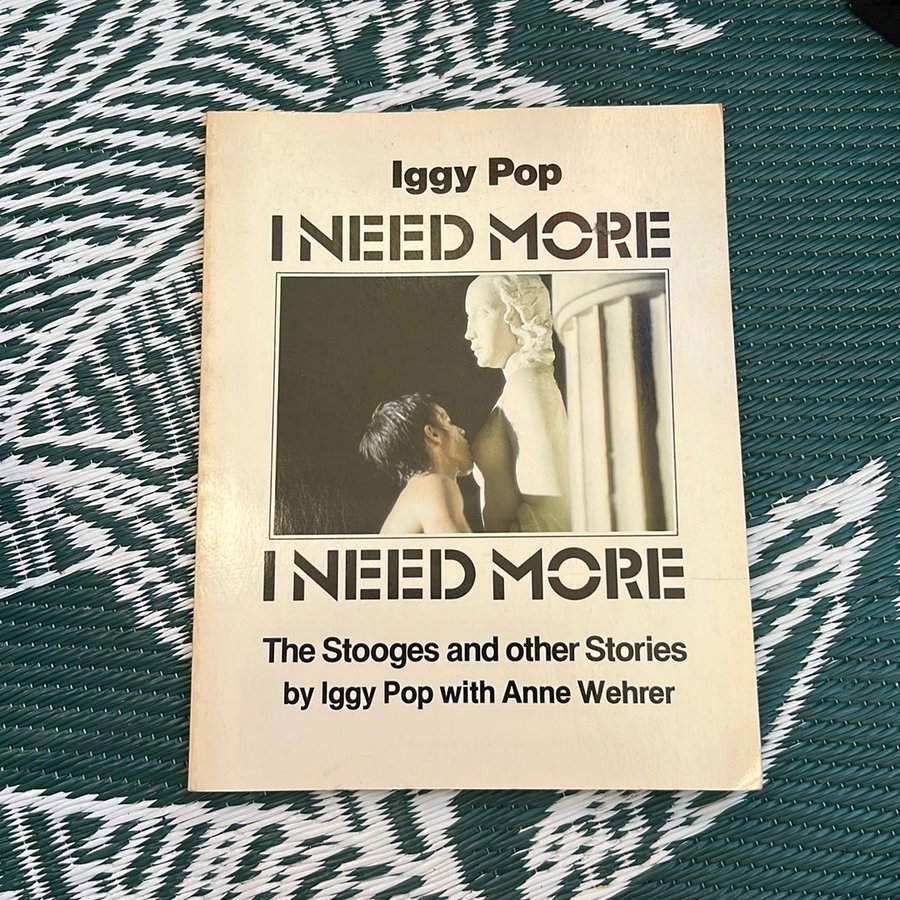 Iggy Pop
I NEED MORE
I NEED MORE
The Stooges and other Stories
by Iggy Pop with Anne Wehrer